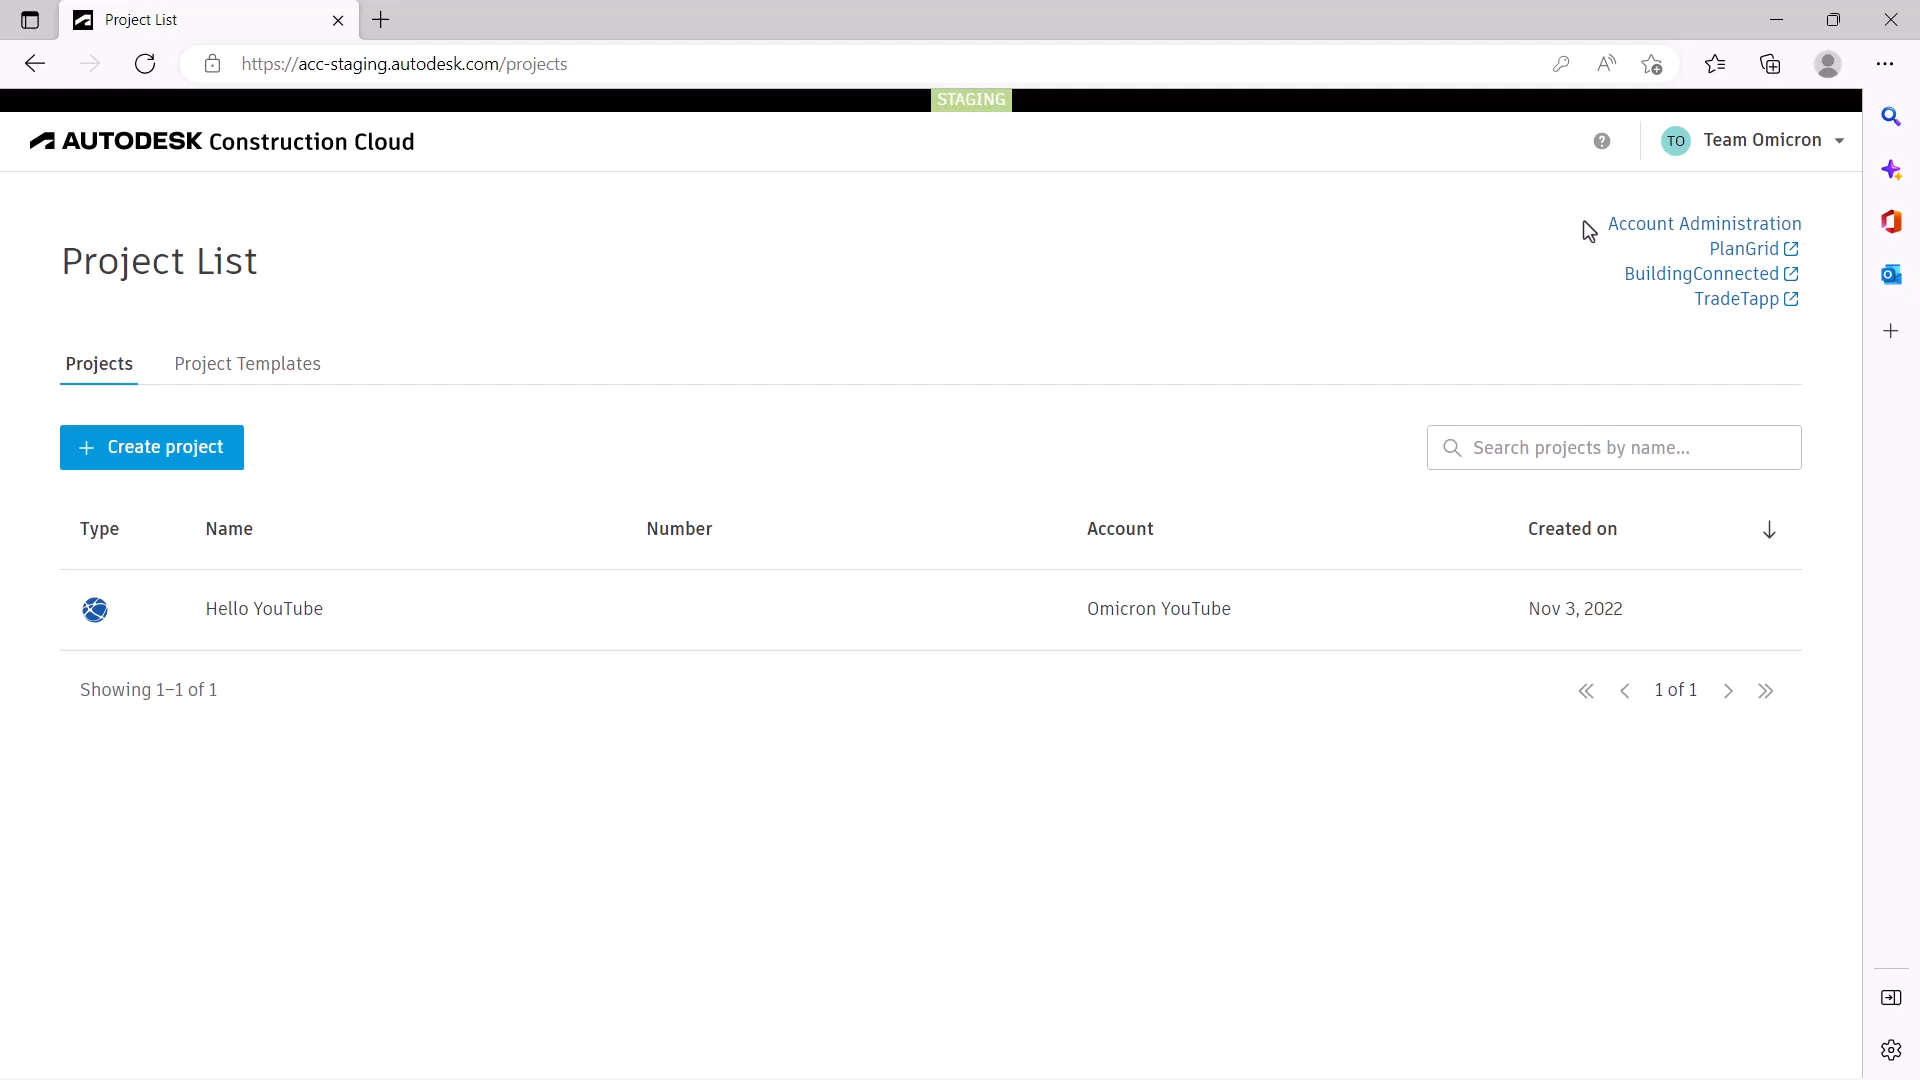 Project List
https://acc-staging.autodesk.com/projects
STAGING
AUTODESK Construction Cloud
TO Team Omicron
Account Administration
Project List
PlanGrid
BuildingConnected
TradeTapp
Projects Project Templates
+ Create project
Search projects by name...
Type Name Number Account Created on
Hello YouTube Omicron YouTube Nov 3, 2022
Showing 1–1 of 1
1 of 1